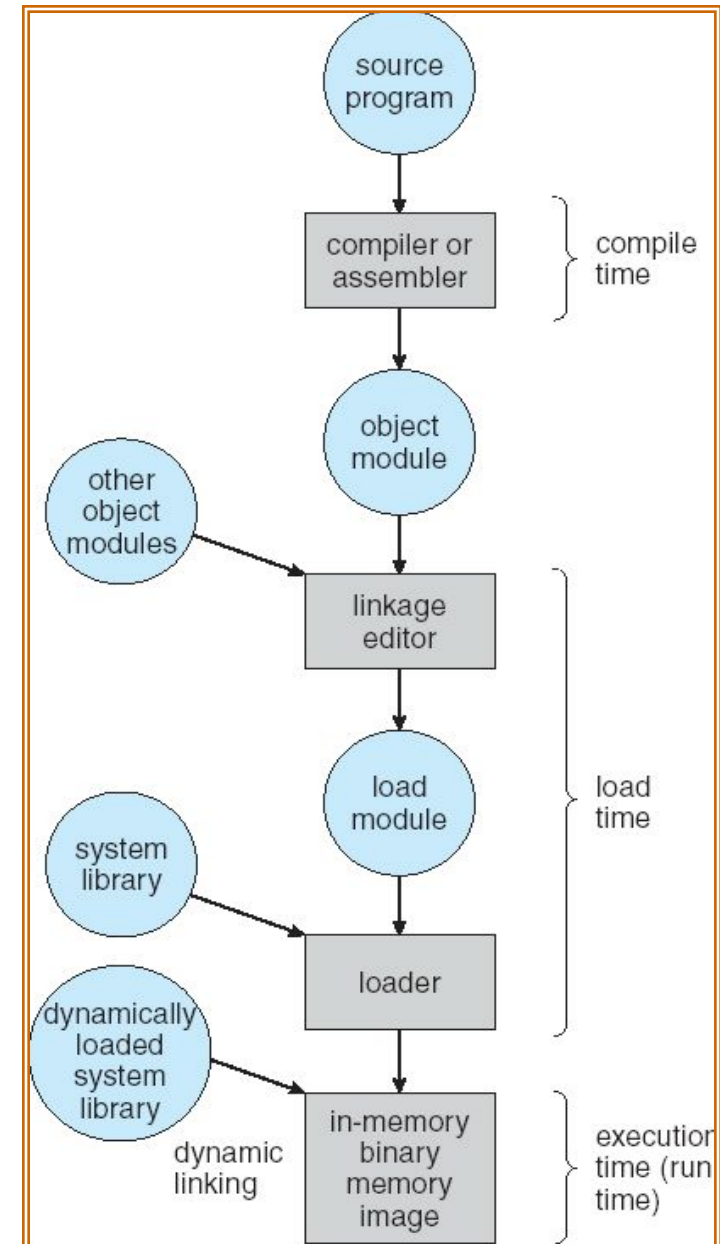 source
program
compiler or
assembler
compile
time
object
module
other
object
modules
linkage
editor
load
module
load
time
system
library
loader
dynamically
loaded
system
library
dynamic
linking
in-memory
binary
memory
image
execution
time (run
time)